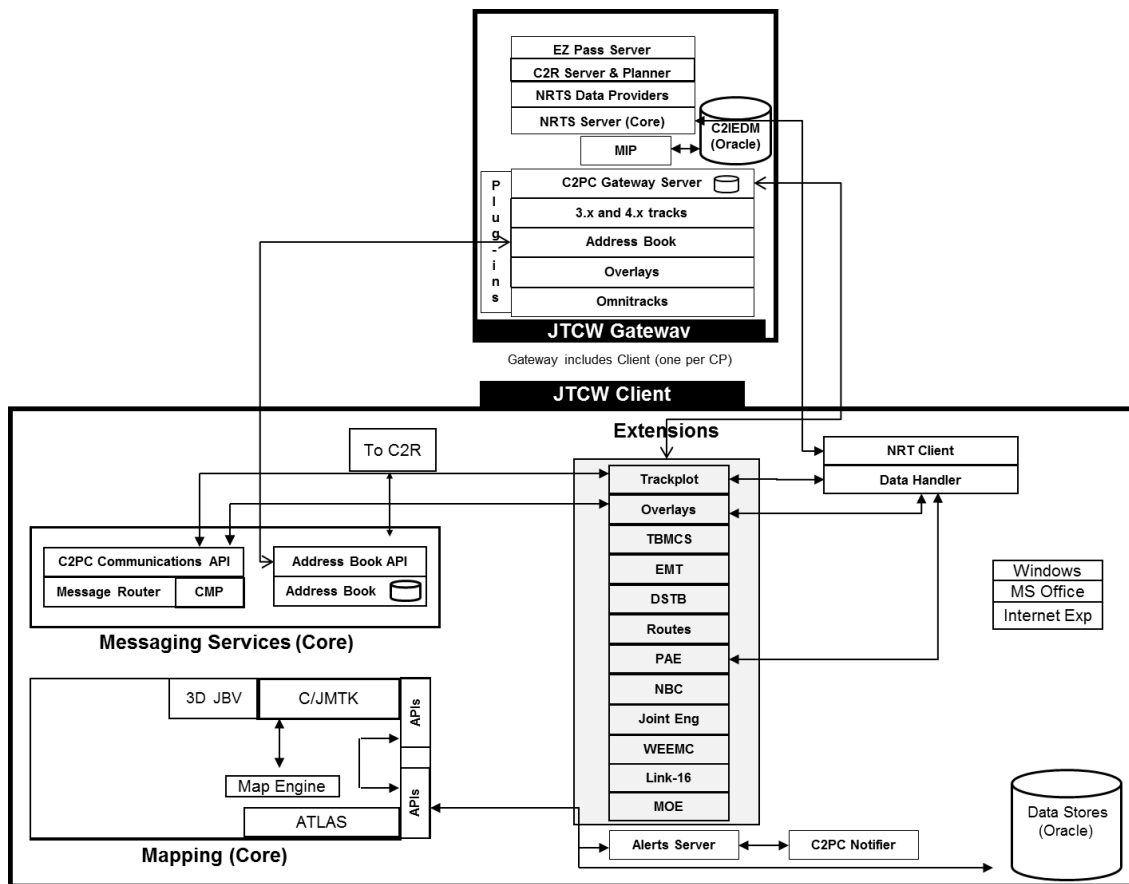 EZ Pass Server
C2R Server & Planner
NRTS Data Providers
NRTS Server (Core)
C2IEDM
(Oracle)
MIP
Plug-ins
C2PC Gateway Server
3.x and 4.x tracks
Address Book
Overlays
Omnitracks
JTCW Gateway
Gateway includes Client (one per CP)
JTCW Client
Extensions
To C2R
NRT Client
Data Handler
Trackplot
Overlays
TBMCS
EMT
DSTB
Routes
PAE
NBC
Joint Eng
WEEMC
Link-16
MOE
C2PC Communications API
Message Router
CMP
Address Book API
Address Book
Messaging Services (Core)
Windows
MS Office
Internet Exp
3D JBV
C/JMTK
APIs
Map Engine
APIs
ATLAS
Mapping (Core)
Alerts Server
C2PC Notifier
Data Stores
(Oracle)